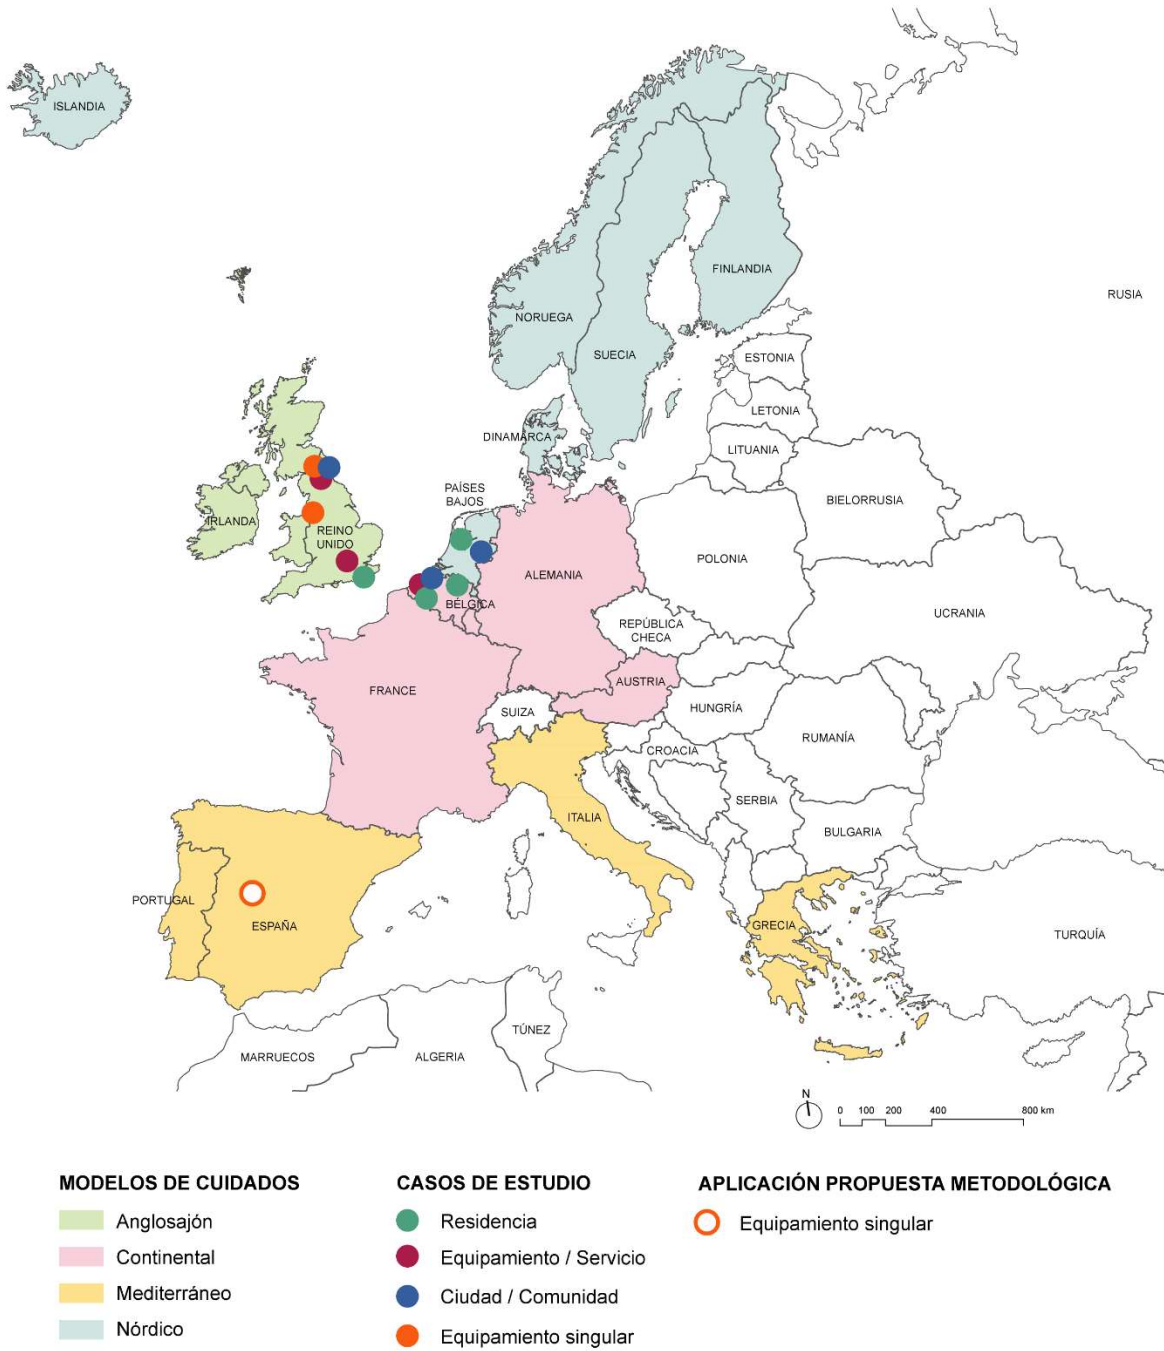 ISLANDIA
FINLANDIA
RUSIA
NORUEGA
SUECIA
ESTONIA
LETONIA
DINAMARCA
LITUANIA
PAÍSES
BAJOS
BIELORRUSIA
IRLANDA
REINO
UNIDO
POLONIA
ALEMANIA
BÉLGICA
UCRANIA
REPÚBLICA
CHECA
FRANCE
AUSTRIA
SUIZA
HUNGRÍA
RUMANÍA
CROACIA
SERBIA
ITALIA
BULGARIA
PORTUGAL
ESPAÑA
GRECIA
TURQUÍA
MARRUECOS
ALGERIA
TÚNEZ
N
0 100 200 400 800 km
MODELOS DE CUIDADOS
Anglosajón
Continental
Mediterráneo
Nórdico
CASOS DE ESTUDIO
Residencia
Equipamiento / Servicio
Ciudad / Comunidad
Equipamiento singular
APLICACIÓN PROPUESTA METODOLÓGICA
Equipamiento singular